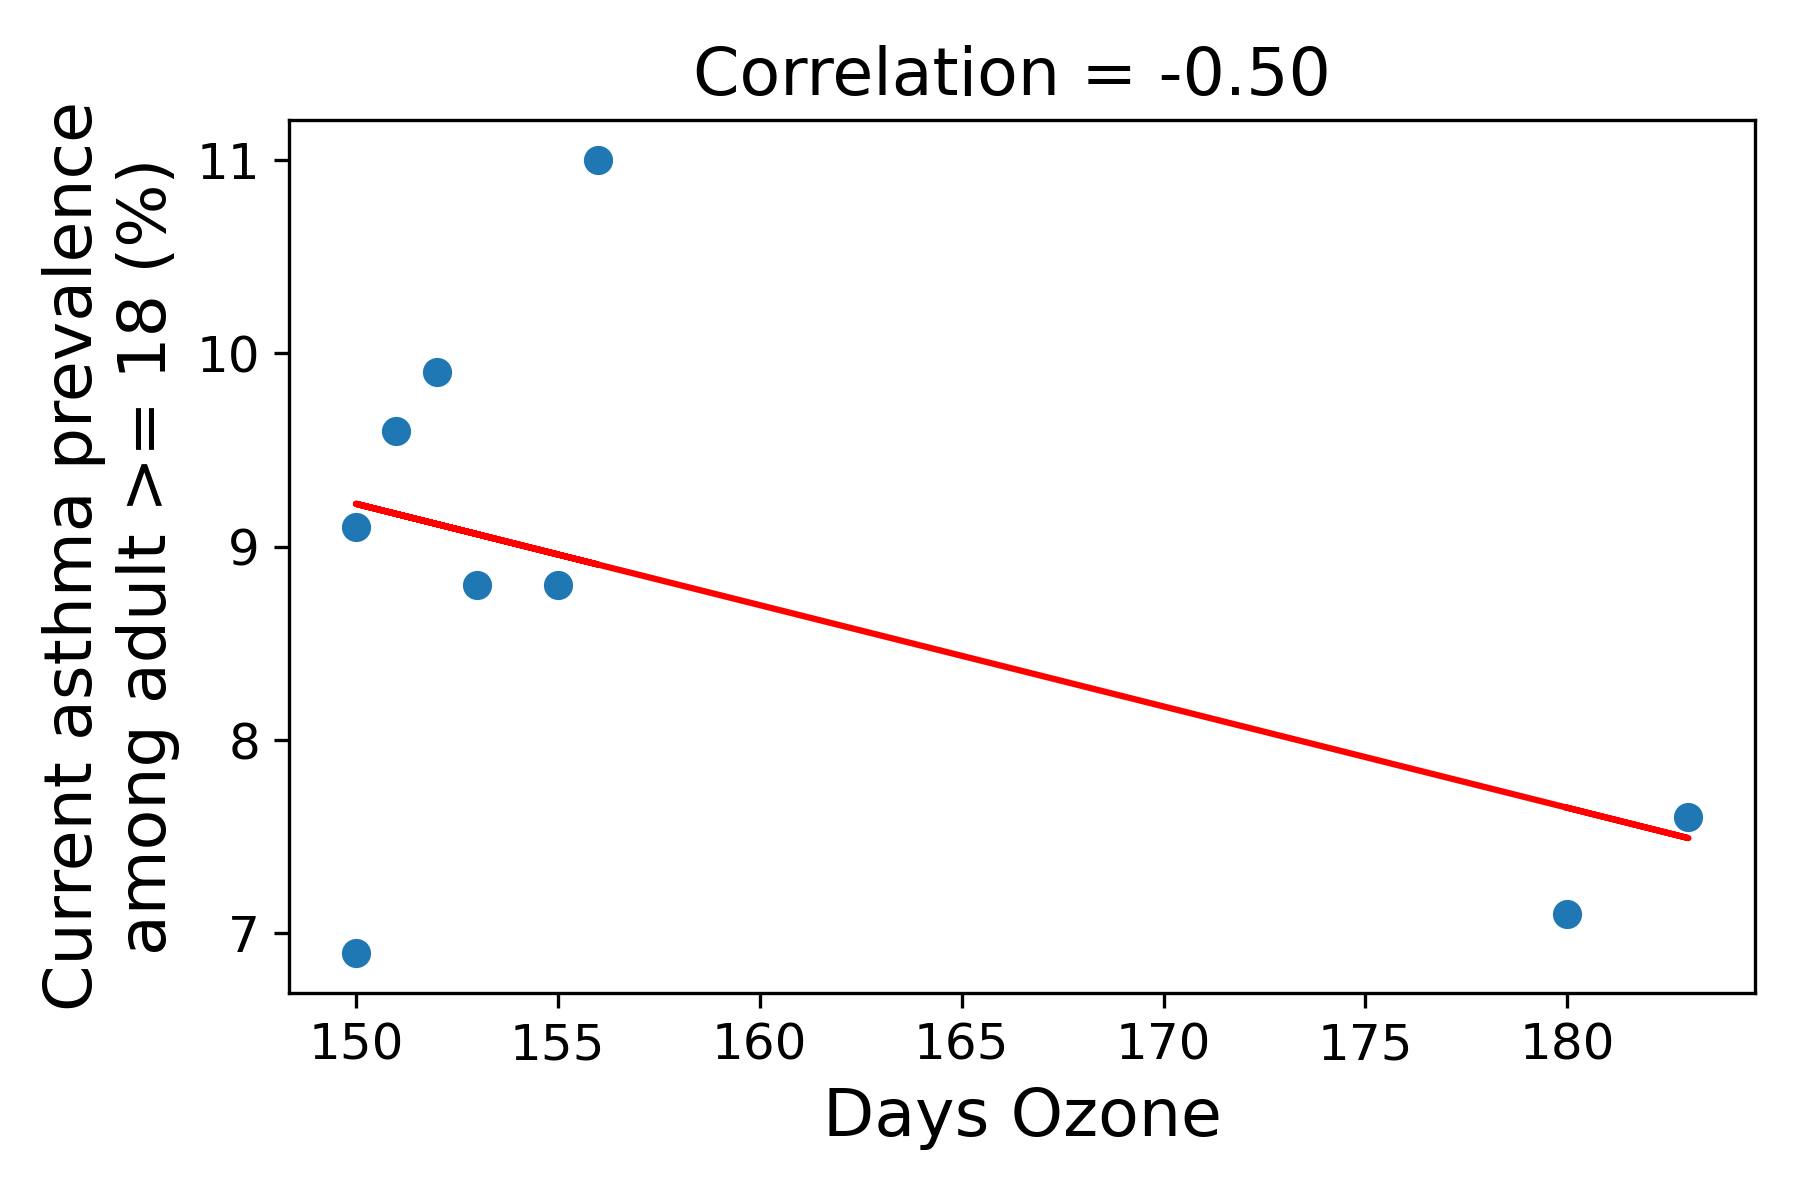 Correlation = -0.50
Current asthma prevalence
among adult >= 18 (%)
11
10
9
8
7
150 155 160 165 170 175 180
Days Ozone